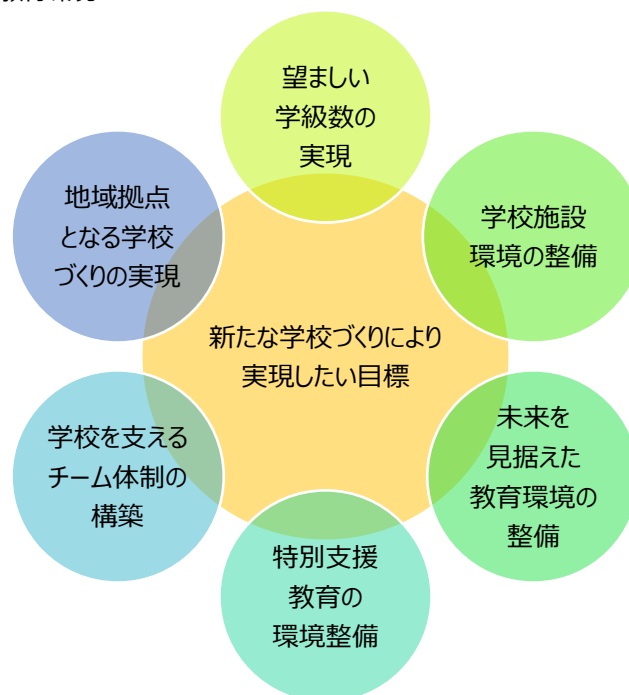 望ましい
学級数の
実現
学校施設
環境の整備
未来を
見据えた
教育環境の
整備
特別支援
教育の
環境整備
学校を支える
チーム体制の
構築
地域拠点
となる学校
づくりの実現
新たな学校づくりにより
実現したい目標